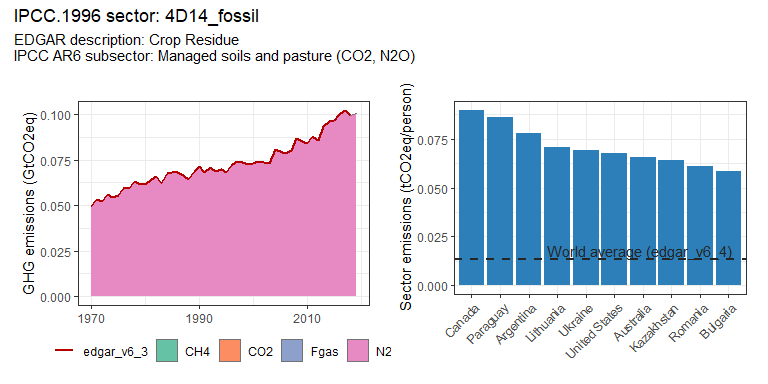 IPCC.1996 sector: 4D14_fossil
EDGAR description: Crop Residue
IPCC AR6 subsector: Managed soils and pasture (CO2, N2O)
GHG emissions (GtCO2eq)
0.100
0.075
0.050
0.025
0.000
1970 1990 2010
edgar_v6_3 CH4 CO2 Fgas N2
Sector emissions (tCO2eq/person)
0.075
0.050
0.025
0.000
World average (edgar_v6_4)
Canada
Paraguay
Argentina
Lithuania
Ukraine
United States
Australia
Kazakhstan
Romania
Bulgaria